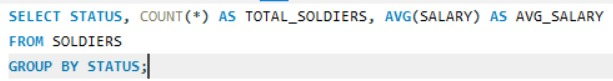 SELECT STATUS, COUNT(*) AS TOTAL_SOLDIERS, AVG(SALARY) AS AVG_SALARY
FROM SOLDIERS
GROUP BY STATUS;